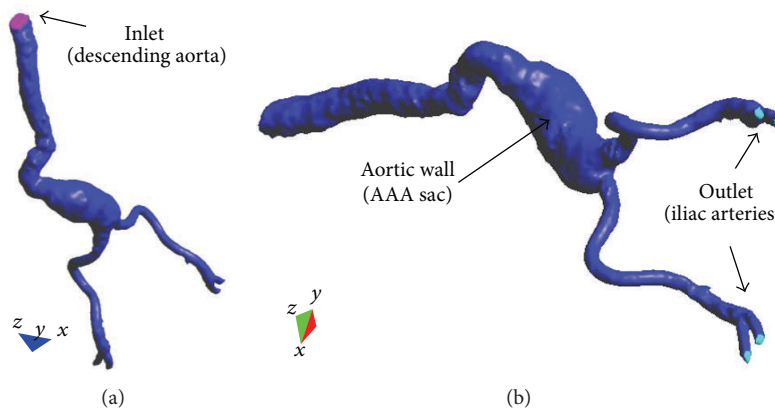 Inlet
(descending aorta)
z y x
(a)
Aortic wall
(AAA sac)
Outlet
(iliac arteries
z y
x
(b)